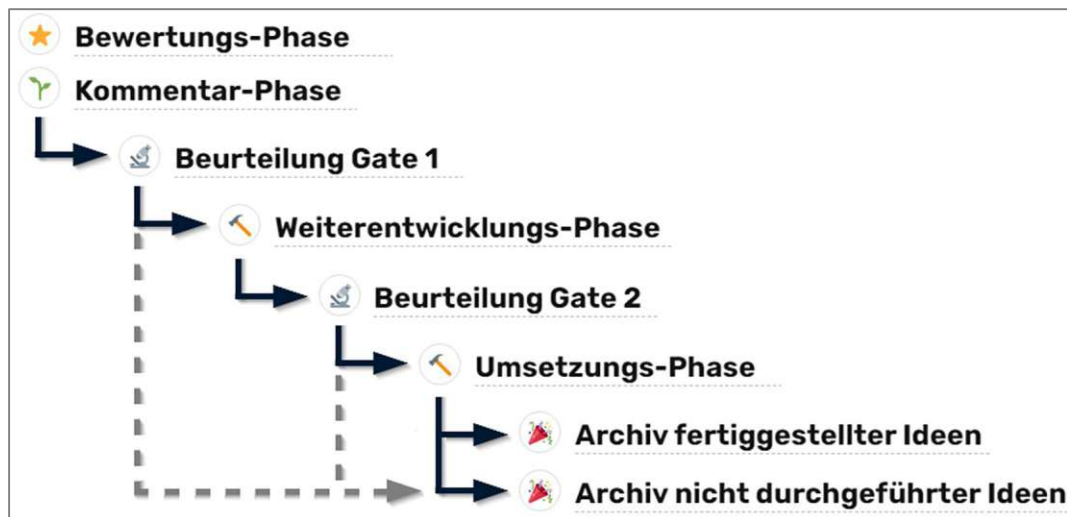 Bewertungs-Phase
Kommentar-Phase
Beurteilung Gate 1
Weiterentwicklungs-Phase
Beurteilung Gate 2
Umsetzungs-Phase
Archiv fertiggestellter Ideen
Archiv nicht durchgeführter Ideen